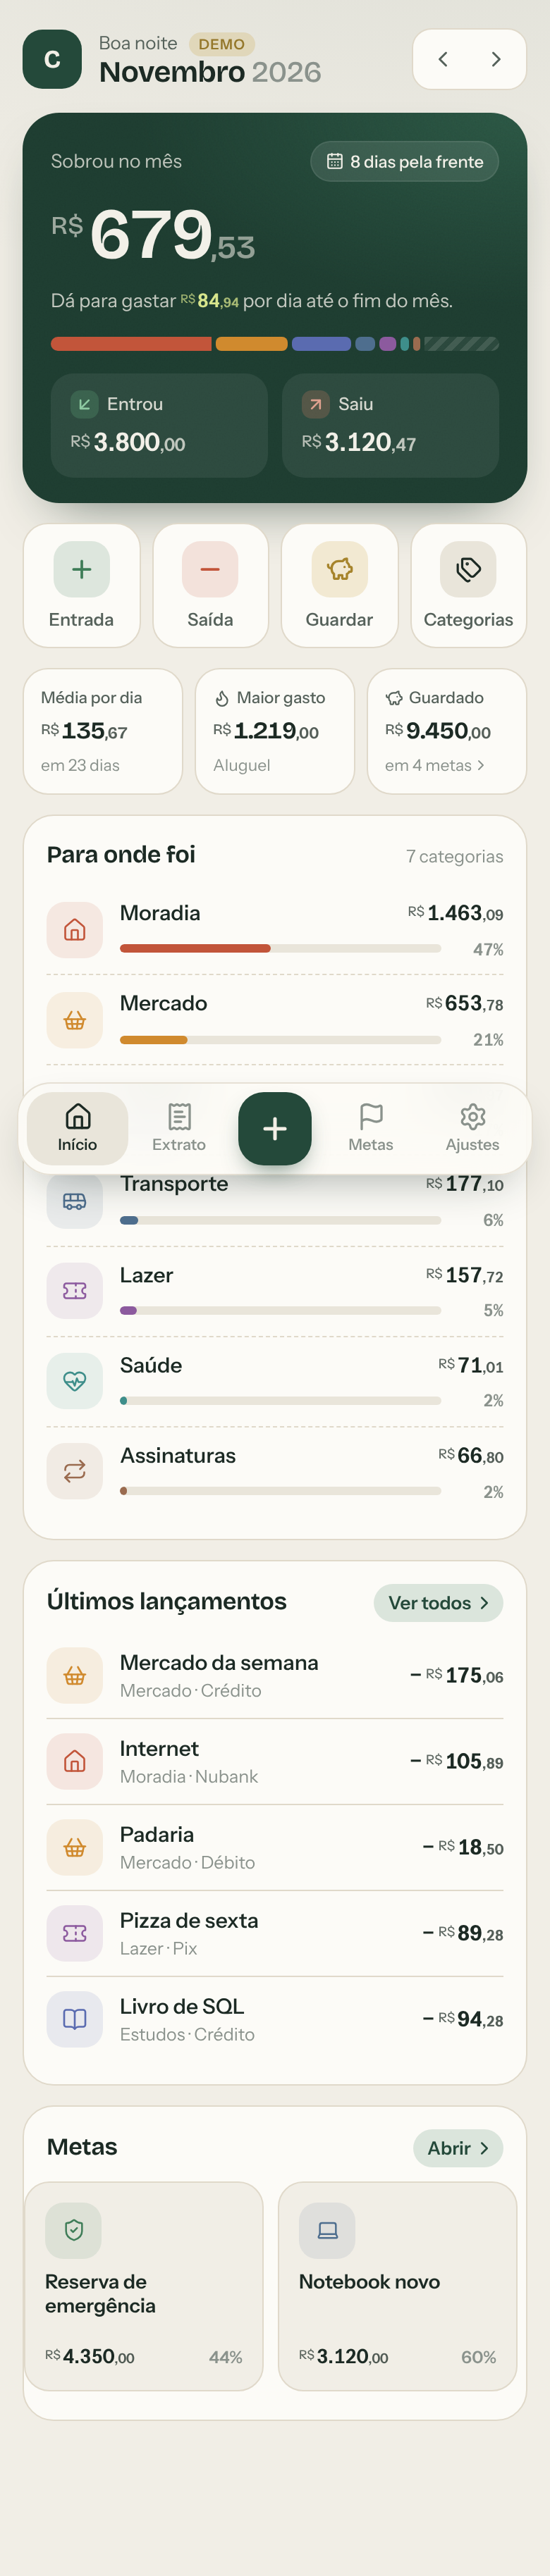 C
Boa noite DEMO
Novembro 2026
Sobrou no mês
8 dias pela frente
R$ 679,53
Dá para gastar R$ 84,94 por dia até o fim do mês.
Entrou
R$ 3.800,00
Saiu
R$ 3.120,47
Entrada
Saída
Guardar
Categorias
Média por dia
R$ 135,67
em 23 dias
Maior gasto
R$ 1.219,00
Aluguel
Guardado
R$ 9.450,00
em 4 metas
Para onde foi
7 categorias
Moradia
R$ 1.463,09
47%
Mercado
R$ 653,78
21%
Início
Extrato
Metas
Ajustes
Transporte
R$ 177,10
6%
Lazer
R$ 157,72
5%
Saúde
R$ 71,01
2%
Assinaturas
R$ 66,80
2%
Últimos lançamentos
Ver todos
Mercado da semana
Mercado · Crédito
– R$ 175,06
Internet
Moradia · Nubank
– R$ 105,89
Padaria
Mercado · Débito
– R$ 18,50
Pizza de sexta
Lazer · Pix
– R$ 89,28
Livro de SQL
Estudos · Crédito
– R$ 94,28
Metas
Abrir
Reserva de
emergência
R$ 4.350,00
44%
Notebook novo
R$ 3.120,00
60%